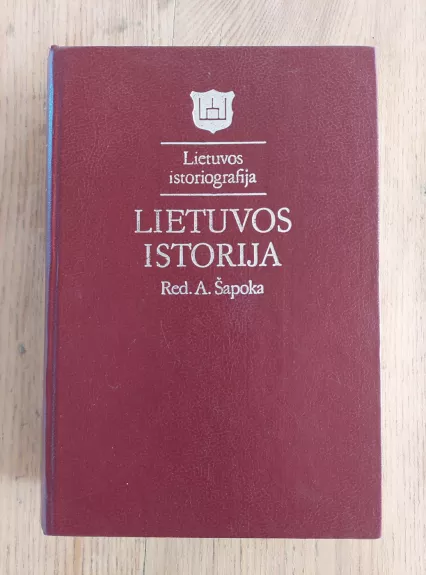 Lietuvos
istoriografija
LIETUVOS
ISTORIJA
Red. A. Šapoka